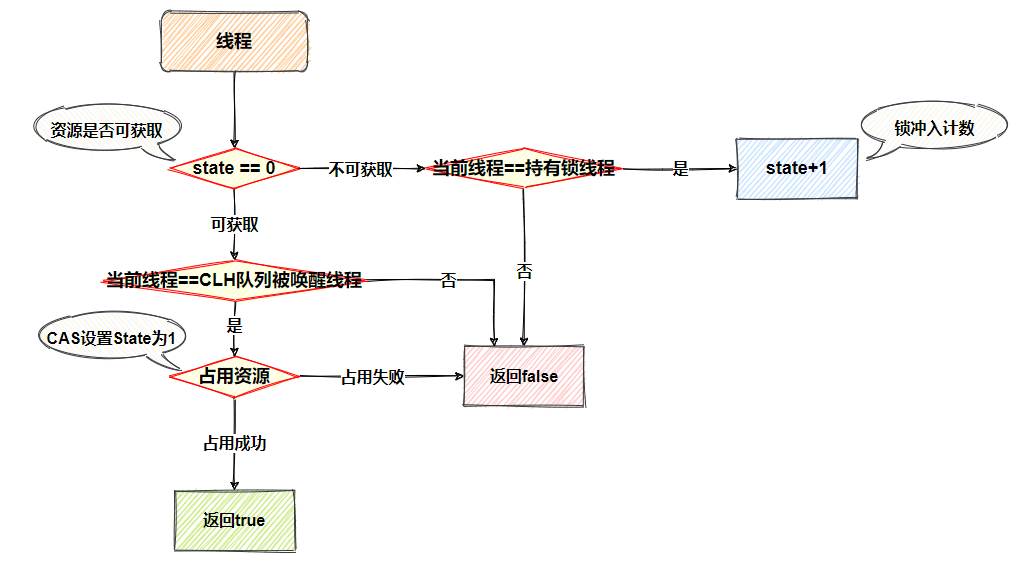 线程
资源是否可获取
锁冲入计数
state == 0
不可获取
当前线程==持有锁线程
是
state+1
可获取
当前线程==CLH队列被唤醒线程
否
否
是
CAS设置State为1
占用资源
占用失败
返回false
占用成功
返回true